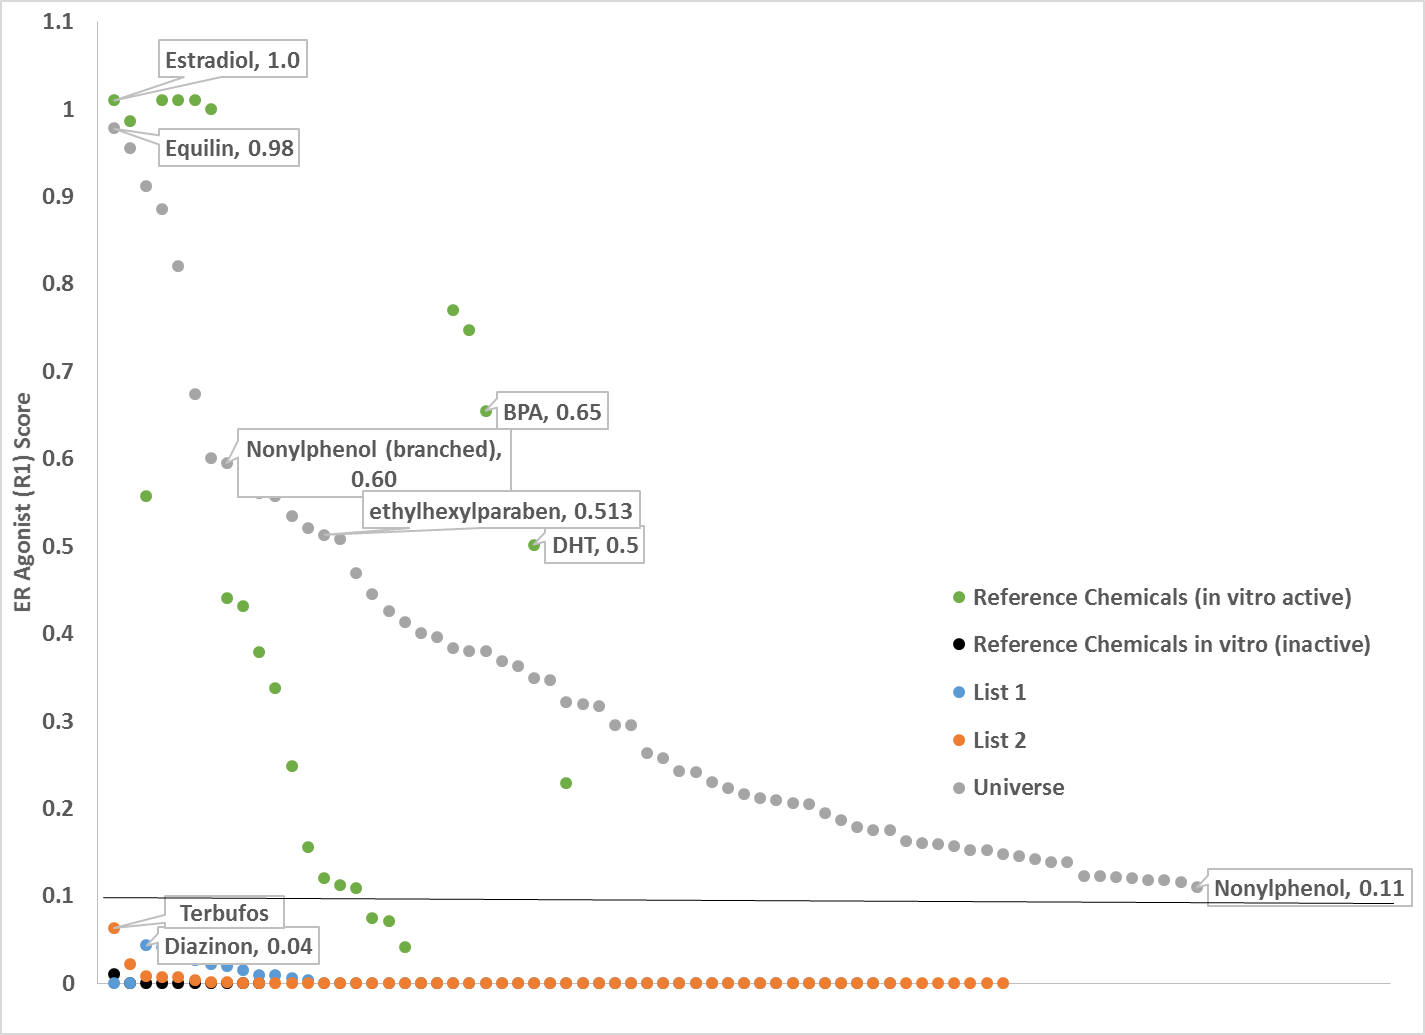 1.1
Estradiol, 1.0
1
Equilin, 0.98
0.9
0.8
0.7
BPA, 0.65
Nonylphenol (branched),
0.60
0.6
ethylhexylparaben, 0.513
DHT, 0.5
0.5
ER Agonist (R1) Score
Reference Chemicals (in vitro active)
Reference Chemicals in vitro (inactive)
List 1
List 2
Universe
0.4
0.3
0.2
Nonylphenol, 0.11
0.1
Terbufos
Diazinon, 0.04
0